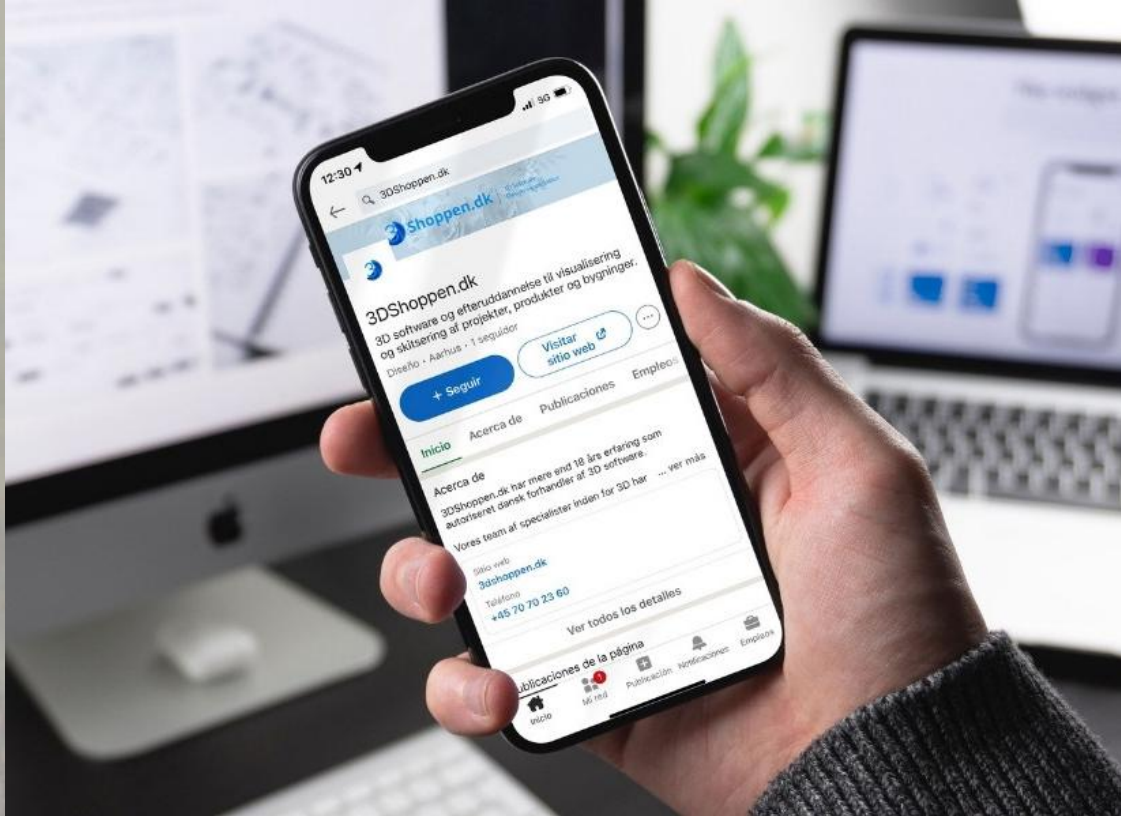 12:30
5G
3DShoppen.dk
3 Shoppen.dk
3DShoppen.dk
3D software og efteruddannelse til visualisering
og skitsering af projekter, produkter og bygninger.
Diseño • Aarhus • 1 seguidor
+ Seguir
Visitar
sitio web
Inicio Acerca de Publicaciones Empleos
Acerca de
3DShoppen.dk har mere end 18 års erfaring som
autoriseret dansk forhandler af 3D software.
Vores team af specialister inden for 3D har ... ver más
Sitio web
3dshoppen.dk
Teléfono
+45 70 70 23 60
Ver todos los detalles
ublicaciones de la página
Inicio Mi red 1 Publicación Notificaciones Empleos